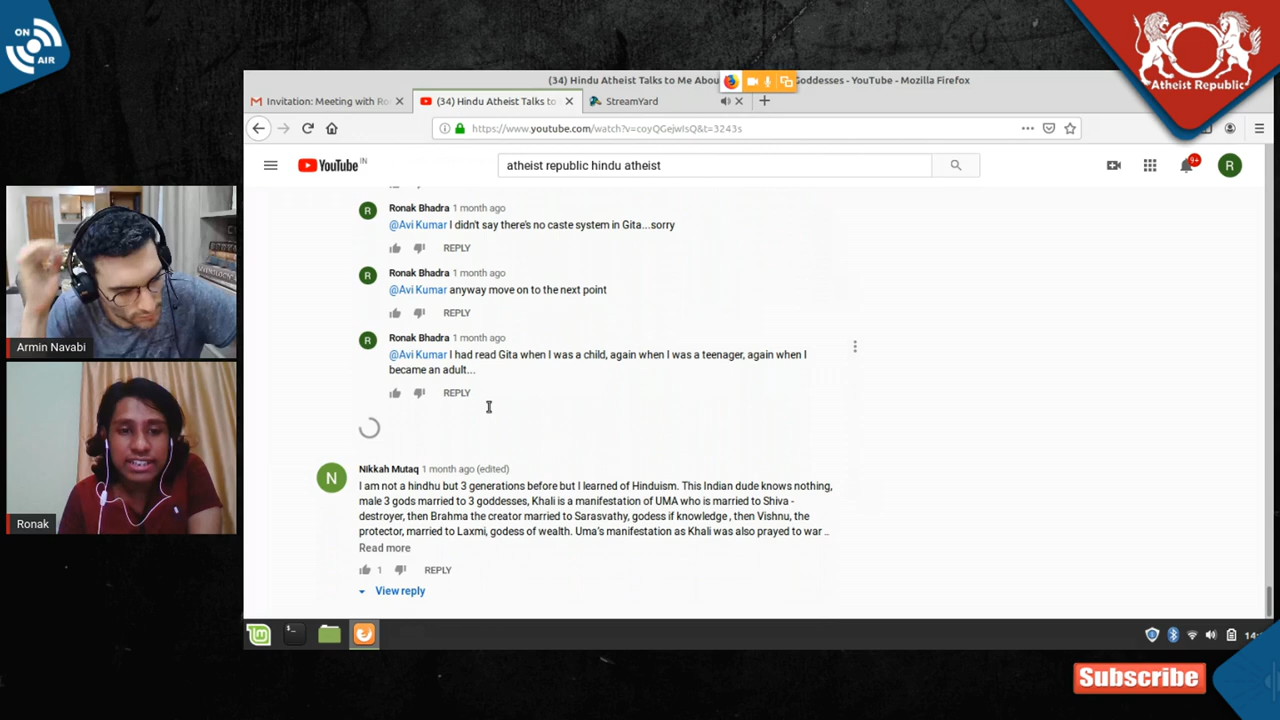 ON
AIR
Atheist Republic
(34) Hindu Atheist Talks to Me Abou
Goddesses - YouTube - Mozilla Firefox
Invitation: Meeting with Ro
(34) Hindu Atheist Talks to
StreamYard
https://www.youtube.com/watch?v=coyQGejwIsQ&t=3243s
YouTube IN
atheist republic hindu atheist
9+
R
R
Ronak Bhadra 1 month ago
@Avi Kumar I didn't say there's no caste system in Gita...sorry
REPLY
R
Ronak Bhadra 1 month ago
@Avi Kumar anyway move on to the next point
REPLY
R
Ronak Bhadra 1 month ago
@Avi Kumar I had read Gita when I was a child, again when I was a teenager, again when I
became an adult...
REPLY
N
Nikkah Mutaq 1 month ago (edited)
I am not a hindhu but 3 generations before but I learned of Hinduism. This Indian dude knows nothing,
male 3 gods married to 3 goddesses, Khali is a manifestation of UMA who is married to Shiva -
destroyer, then Brahma the creator married to Sarasvathy, godess if knowledge , then Vishnu, the
protector, married to Laxmi, godess of wealth. Uma's manifestation as Khali was also prayed to war ...
Read more
1
REPLY
View reply
Armin Navabi
Ronak
14:
Subscribe